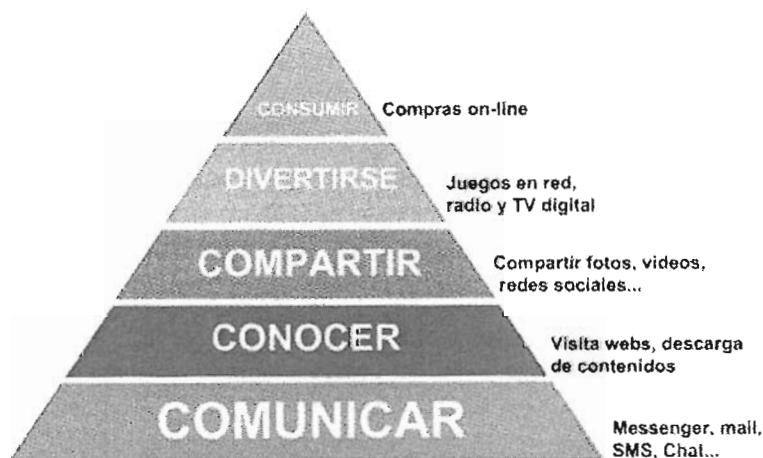 CONSUMIR
Compras on-line
DIVERTIRSE
Juegos en red,
radio y TV digital
COMPARTIR
Compartir fotos, videos,
redes sociales...
CONOCER
Visita webs, descarga
de contenidos
COMUNICAR
Messenger, mail,
SMS, Chat...